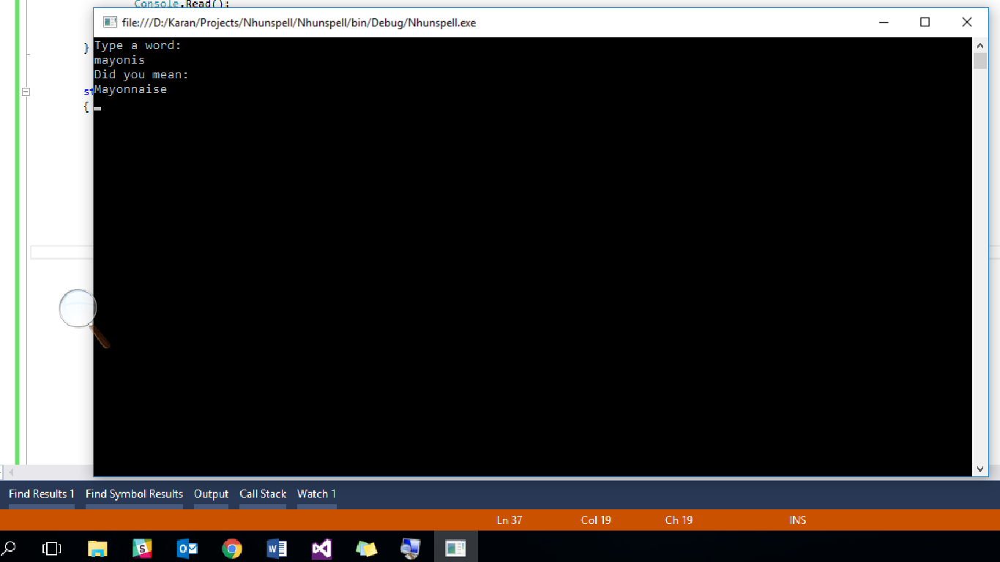 Console.Read();
file:///D:/Karan/Projects/Nhunspell/Nhunspell/bin/Debug/Nhunspell.exe
}
Type a word:
mayonis
Did you mean:
st
Mayonnaise
{
Find Results 1 Find Symbol Results Output Call Stack Watch 1
Ln 37 Col 19 Ch 19 INS